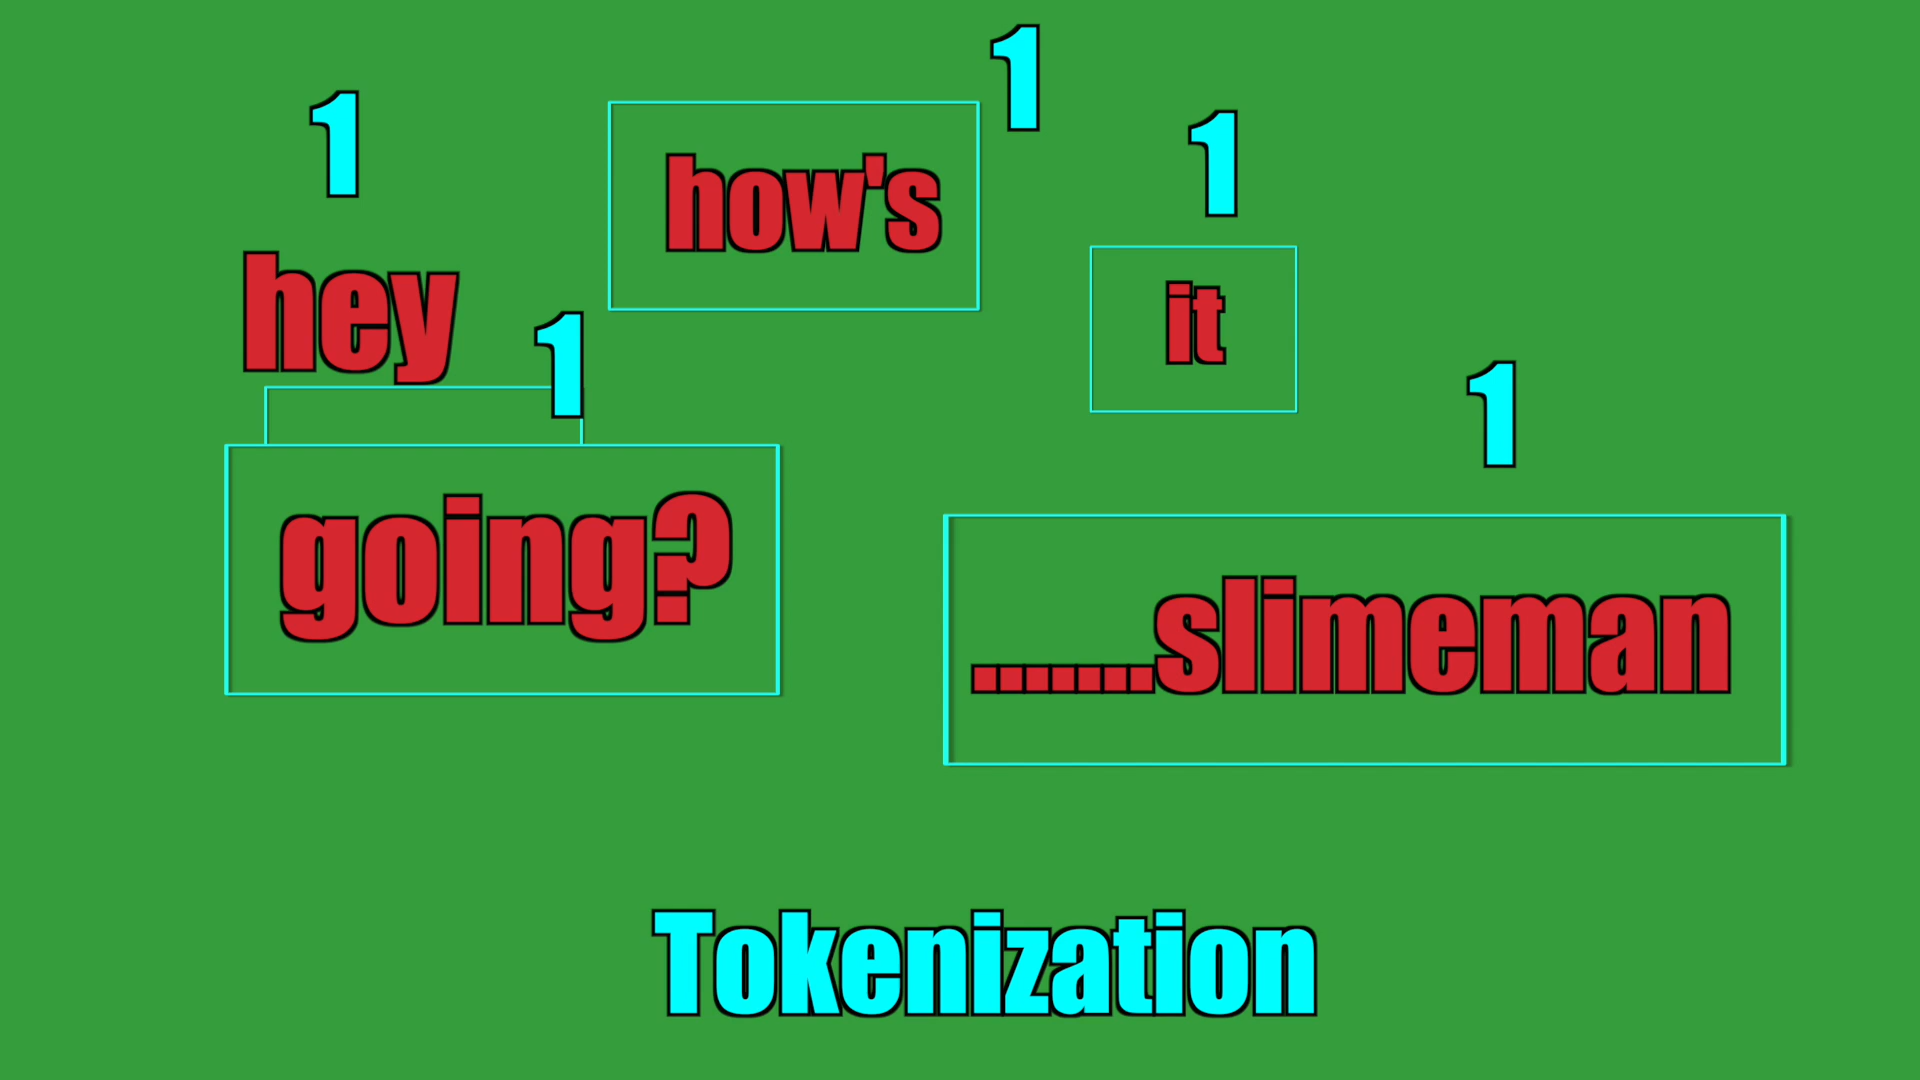 1
hey
1
how's
1
it
1
going?
1
.......slimeman
Tokenization